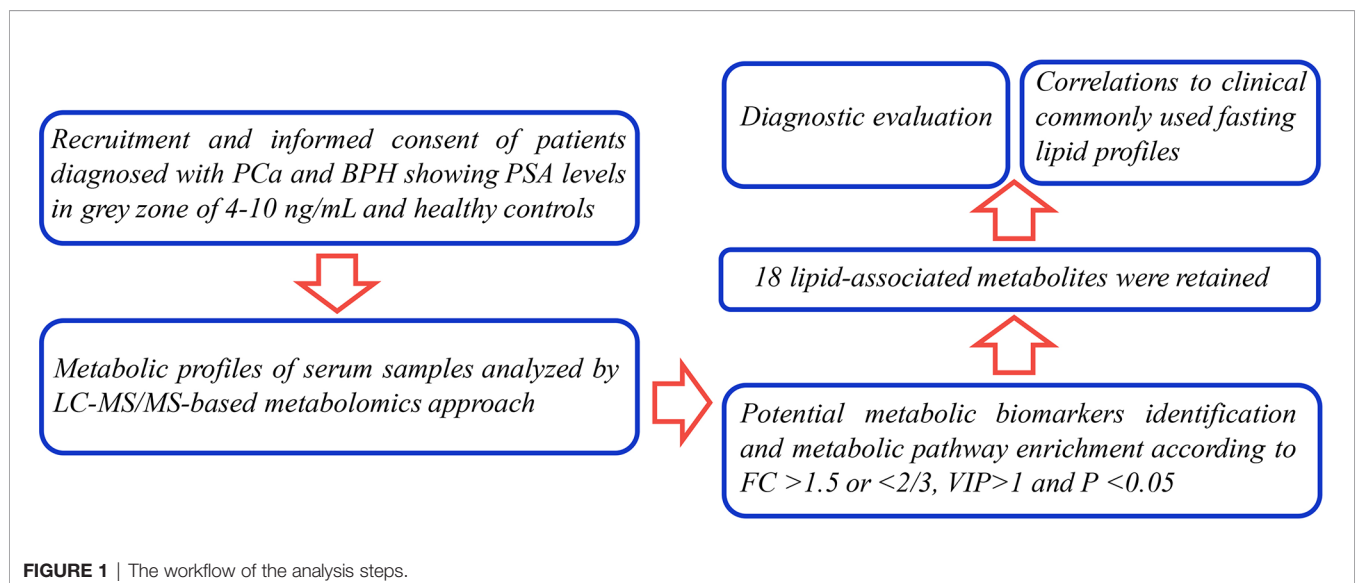 Recruitment and informed consent of patients
diagnosed with PCa and BPH showing PSA levels
in grey zone of 4-10 ng/mL and healthy controls
Metabolic profiles of serum samples analyzed by
LC-MS/MS-based metabolomics approach
Potential metabolic biomarkers identification
and metabolic pathway enrichment according to
FC >1.5 or <2/3, VIP>1 and P <0.05
18 lipid-associated metabolites were retained
Diagnostic evaluation
Correlations to clinical
commonly used fasting
lipid profiles
FIGURE 1 | The workflow of the analysis steps.